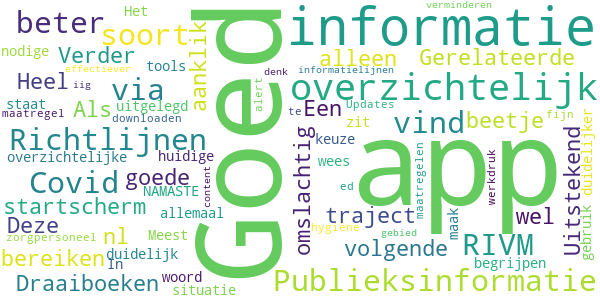 verminderen
Het
beter soort informatie
Verder alleen Gerelateerde
nodige tools
effectiever aanklik
Heel iig denk informatielijnen
staat via alert overzichtelijk
maatregel Als uitgelegd Updates
downloaden te Een beetje fijn
Richtlijnen Goed app vind zit
omslachtig keuze duidelijker
overzichtelijke huidige Uitstekend
Covid goede content wees
NAMASTE ed maatregelen werkdruk
startscherm allemaal traject maak wel
Deze nl Meest hygiene gebied
zorgpersoneel volgende RIVM gebruik
bereiken In duidelijk
woord begrijpen
Draaiboeken situatie Publieksinformatie